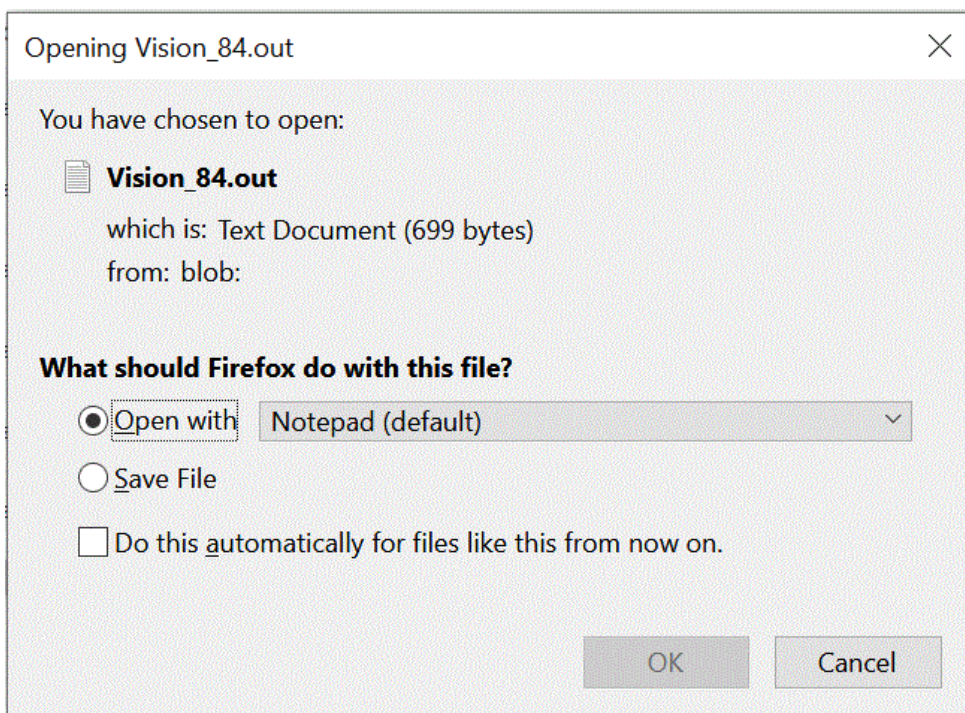 Opening Vision_84.out
You have chosen to open:
Vision_84.out
which is: Text Document (699 bytes)
from: blob:
What should Firefox do with this file?
Open with Notepad (default)
Save File
Do this automatically for files like this from now on.
OK Cancel